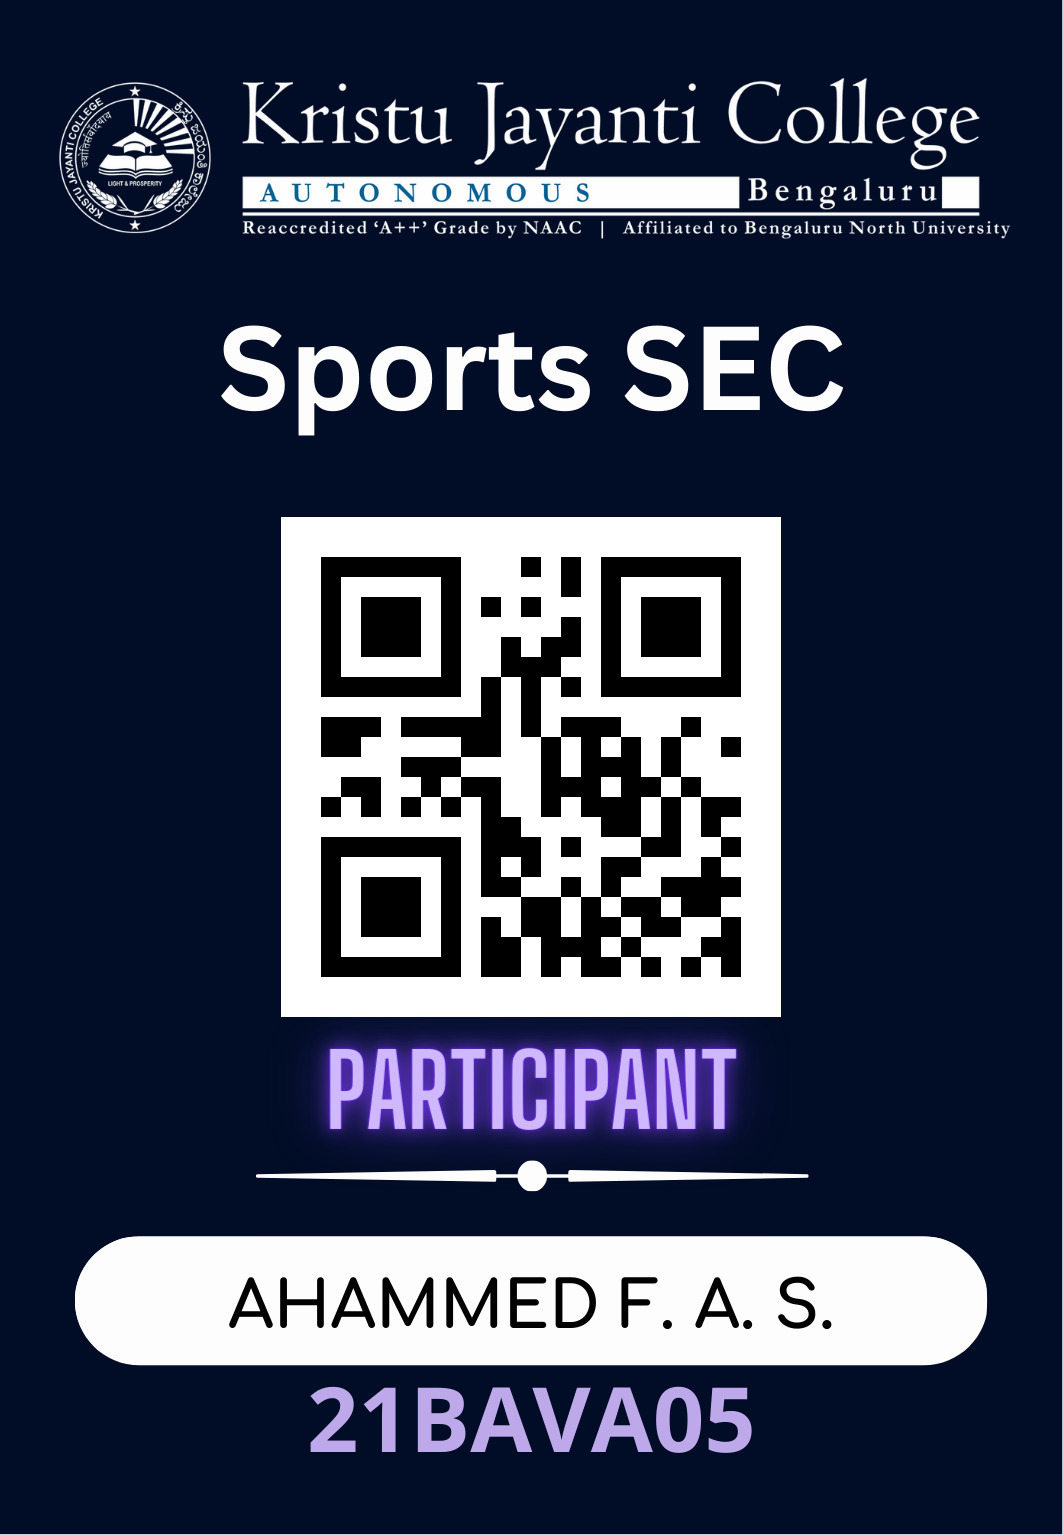 KRISTU JAYANTI COLLEGE
ಕ್ರಿಸ್ತು ಜಯಂತಿ ಕಾಲೇಜು
LIGHT & PROSPERITY
Kristu Jayanti College
AUTONOMOUS Bengaluru
Reaccredited ‘A++’ Grade by NAAC | Affiliated to Bengaluru North University
Sports SEC
PARTICIPANT
AHAMMED F. A. S.
21BAVA05